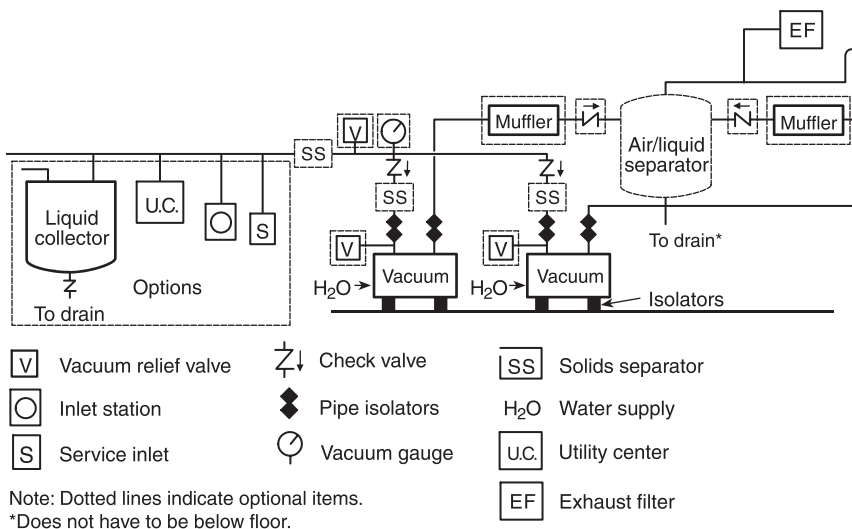 EF
V
Muffler
Muffler
SS
Air/liquid
separator
Liquid
collector
U.C.
S
SS
SS
V
V
To drain*
Vacuum
Vacuum
H₂O
H₂O
Options
Isolators
To drain
V Vacuum relief valve
Check valve
SS Solids separator
Inlet station
Pipe isolators
H₂O Water supply
S Service inlet
Vacuum gauge
U.C. Utility center
EF Exhaust filter
Note: Dotted lines indicate optional items.
*Does not have to be below floor.